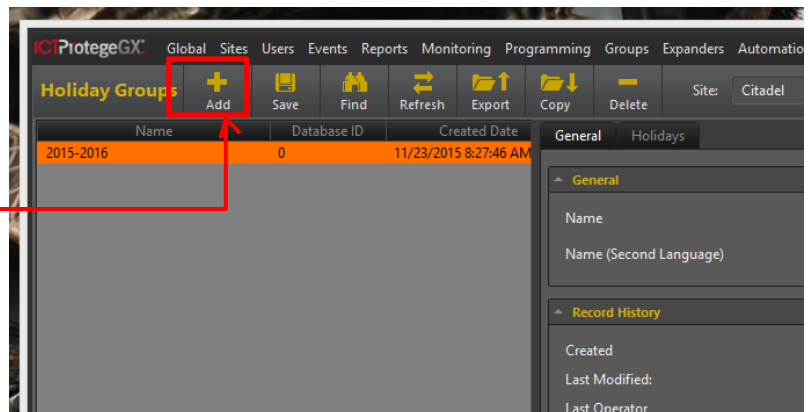 ICTProtegeGX. Global Sites Users Events Reports Monitoring Programming Groups Expanders
Holiday Groups Add Save Find Refresh Export Copy Delete Site: Citadel
Name Database ID Created Date General Holidays
2015-2016 0 11/23/2015 8:27:46 AM
General
Name
Name (Second Language)
Record History
Created
Last Modified:
Last Operator